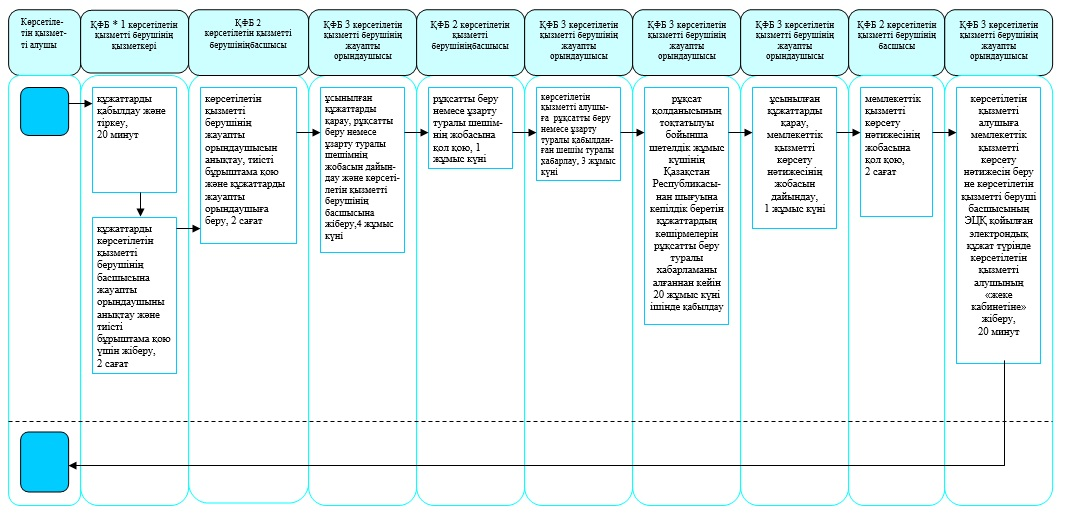 Көрсетіле-
тін қызмет-
ті алушы
ҚФБ * 1 көрсетілетін
қызметті берушінің
қызметкері
ҚФБ 2
көрсетілетін қызметті
берушініңбасшысы
ҚФБ 3 көрсетілетін
қызметті берушінің
жауапты
орындаушысы
ҚФБ 2 көрсетілетін
қызметті
берушініңбасшысы
ҚФБ 3 көрсетілетін
қызметті берушінің
жауапты
орындаушысы
ҚФБ 3 көрсетілетін
қызметті берушінің
жауапты
орындаушысы
ҚФБ 3 көрсетілетін
қызметті берушінің
жауапты
орындаушысы
ҚФБ 2 көрсетілетін
қызметті берушінің
басшысы
ҚФБ 3 көрсетілетін
қызметті берушінің
жауапты
орындаушысы
құжаттарды
қабылдау және
тіркеу,
20 минут
құжаттарды
көрсетілетін
қызметті
берушінің
басшысына
жауапты
орындаушыны
анықтау және
тиісті
бұрыштама қою
үшін жіберу,
2 сағат
көрсетілетін
қызметті
берушінің
жауапты
орындаушысын
анықтау, тиісті
бұрыштама қою
және құжаттарды
жауапты
орындаушыға
беру, 2 сағат
ұсынылған
құжаттарды
қарау, рұқсатты
беру немесе
ұзарту туралы
шешімнің
жобасын дайын-
дау және көрсеті-
летін қызметті
берушінің
басшысына
жіберу,4 жұмыс
күні
рұқсатты беру
немесе ұзарту
туралы шешім-
нің жобасына
қол қою, 1
жұмыс күні
көрсетілетін
қызметті алушы-
ға рұқсатты беру
немесе ұзарту
туралы қабылдан-
ған шешім туралы
хабарлау, 3 жұмыс
күні
рұқсат
қолданысының
тоқтатылуы
бойынша
шетелдік жұмыс
күшінің
Қазақстан
Республикасы-
нан шығуына
кепілдік беретін
құжаттардың
көшірмелерін
рұқсатты беру
туралы
хабарламаны
алғаннан кейін
20 жұмыс күні
ішінде қабылдау
ұсынылған
құжаттарды
қарау,
мемлекеттік
қызметті
көрсету
нәтижесінің
жобасын
дайындау,
1 жұмыс күні
мемлекеттік
қызметті
көрсету
нәтижесінің
жобасына
қол қою,
2 сағат
көрсетілетін
қызметті
алушыға
мемлекеттік
қызметті
көрсету
нәтижесін беру
не көрсетілетін
қызметті беруші
басшысының
ЭЦҚ қойылған
электрондық
құжат түрінде
көрсетілетін
қызметті
алушының
«жеке
кабинетіне»
жіберу,
20 минут